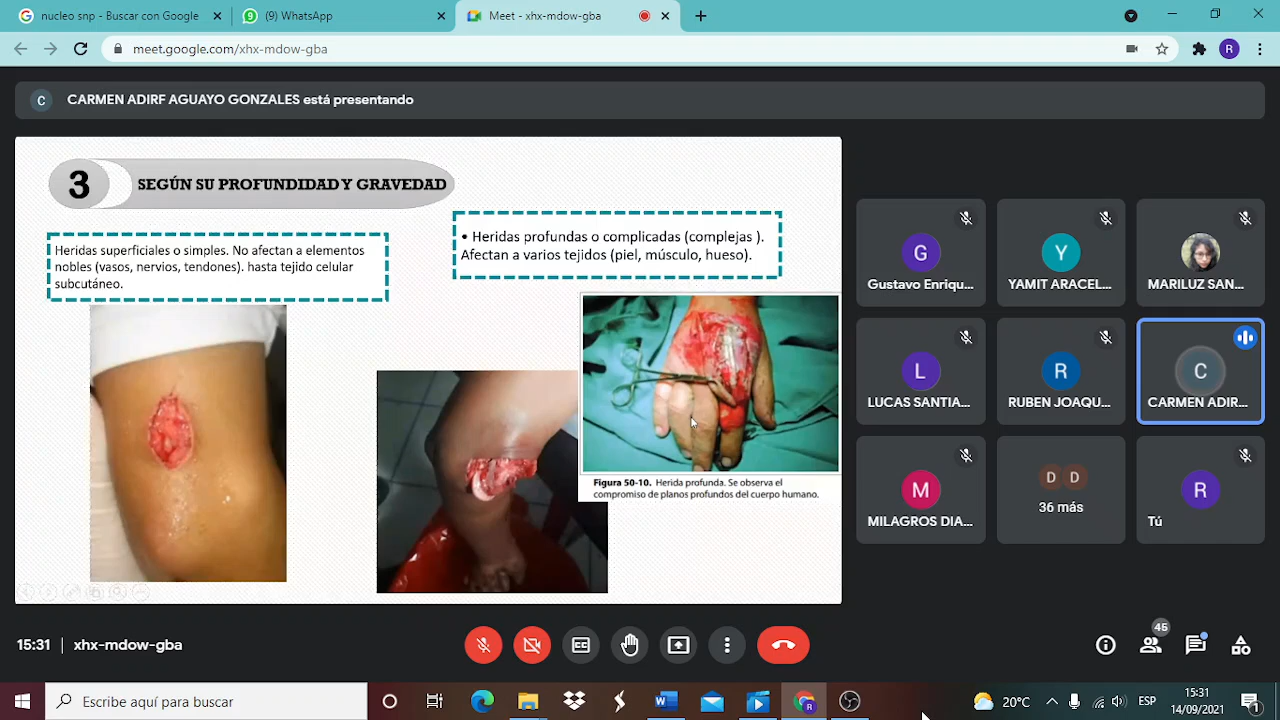 nucleo snp - Buscar con Google
(9) WhatsApp
Meet - xhx-mdow-gba
meet.google.com/xhx-mdow-gba
R
C
CARMEN ADIRF AGUAYO GONZALES está presentando
3
SEGÚN SU PROFUNDIDAD Y GRAVEDAD
Heridas superficiales o simples. No afectan a elementos
nobles (vasos, nervios, tendones). hasta tejido celular
subcutáneo.
• Heridas profundas o complicadas (complejas ).
Afectan a varios tejidos (piel, músculo, hueso).
Figura 50-10. Herida profunda. Se observa el
compromiso de planos profundos del cuerpo humano.
G
Gustavo Enriqu...
Y
YAMIT ARACEL...
MARILUZ SAN...
L
LUCAS SANTIA...
R
RUBEN JOAQU...
C
CARMEN ADIR...
M
MILAGROS DIA...
D D
36 más
R
Tú
15:31 | xhx-mdow-gba
45
Escribe aquí para buscar
20°C
ESP
15:31
14/09/2021
1